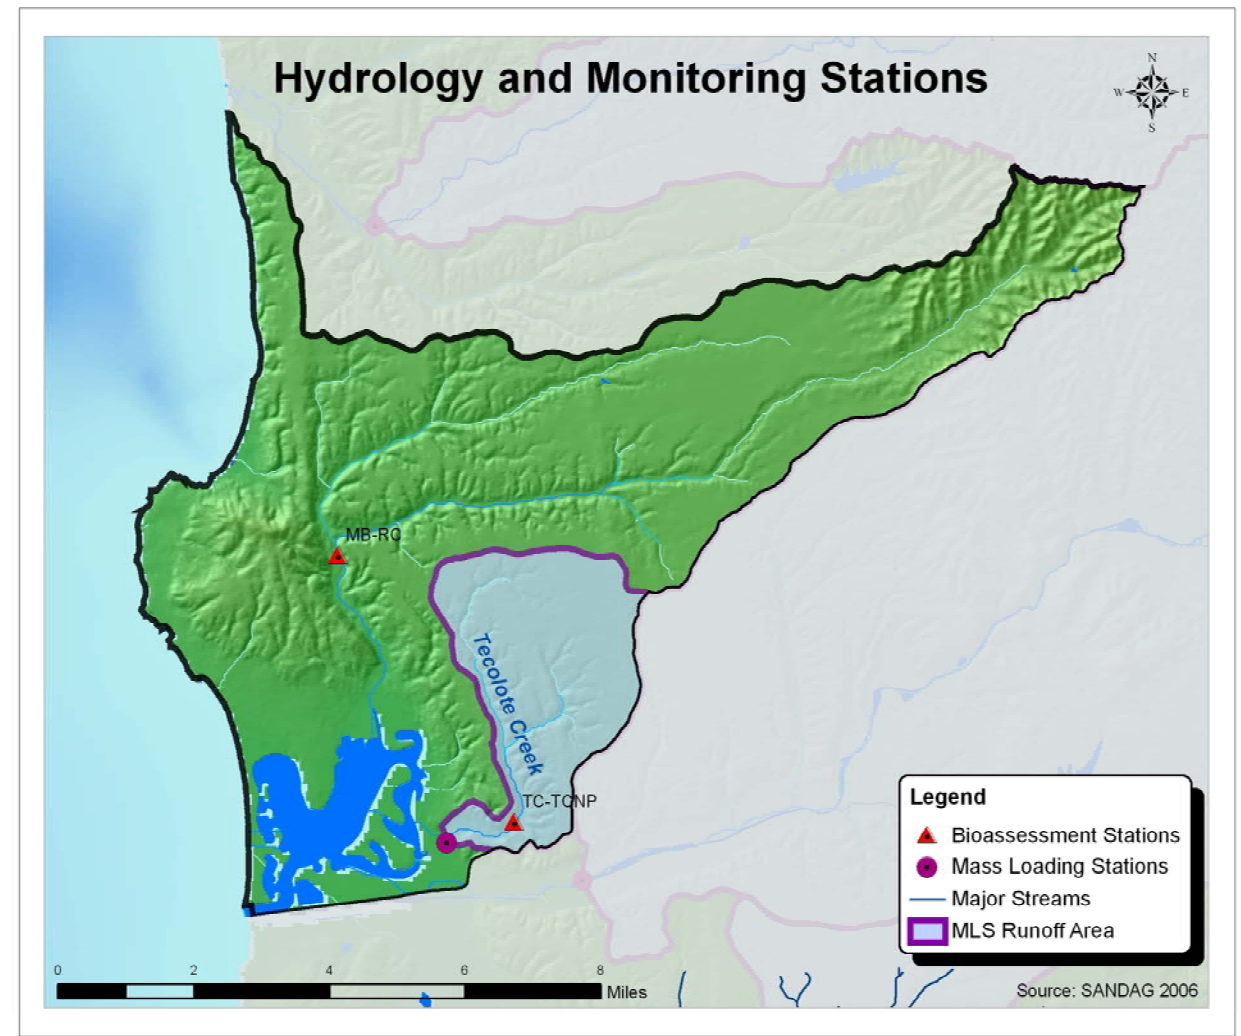 Hydrology and Monitoring Stations
N
W E
S
MB-RC
Tecolote Creek
TC-TCNP
Legend
Bioassessment Stations
Mass Loading Stations
Major Streams
MLS Runoff Area
0 2 4 6 8
Miles
Source: SANDAG 2006